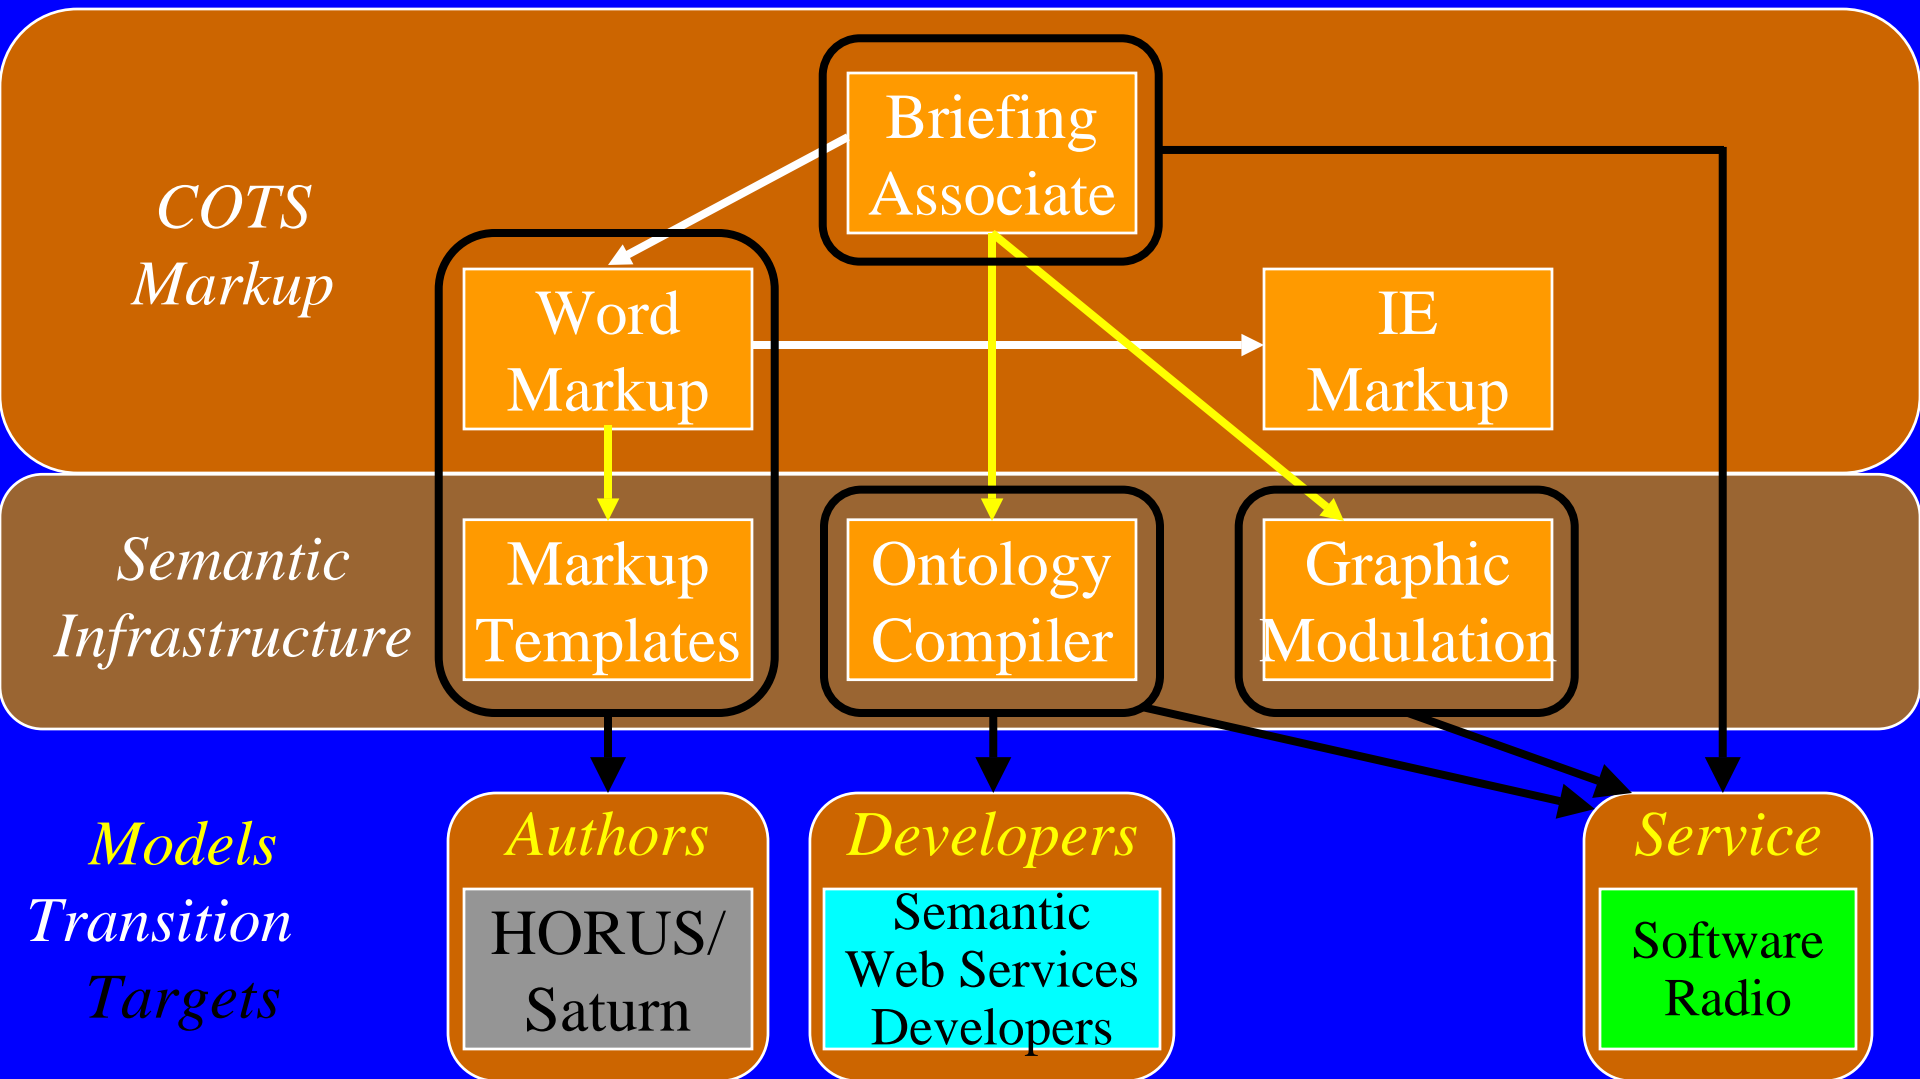 Briefing
Associate
COTS
Markup
Word
Markup
IE
Markup
Semantic
Infrastructure
Markup
Templates
Ontology
Compiler
Graphic
Modulation
Models
Transition
Targets
Authors
HORUS/
Saturn
Developers
Semantic
Web Services
Developers
Service
Software
Radio